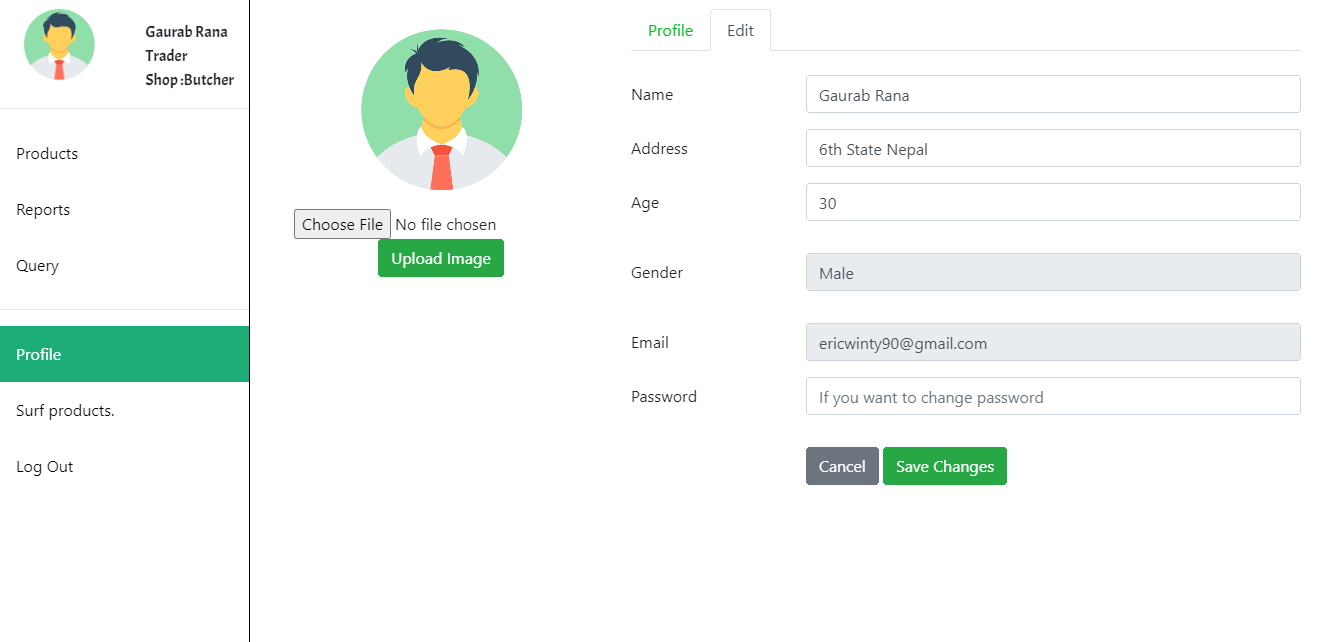 Gaurab Rana
Trader
Shop :Butcher
Products
Reports
Query
Profile
Surf products.
Log Out
Choose File No file chosen
Upload Image
Profile Edit
Name Gaurab Rana
Address 6th State Nepal
Age 30
Gender Male
Email ericwinty90@gmail.com
Password If you want to change password
Cancel Save Changes